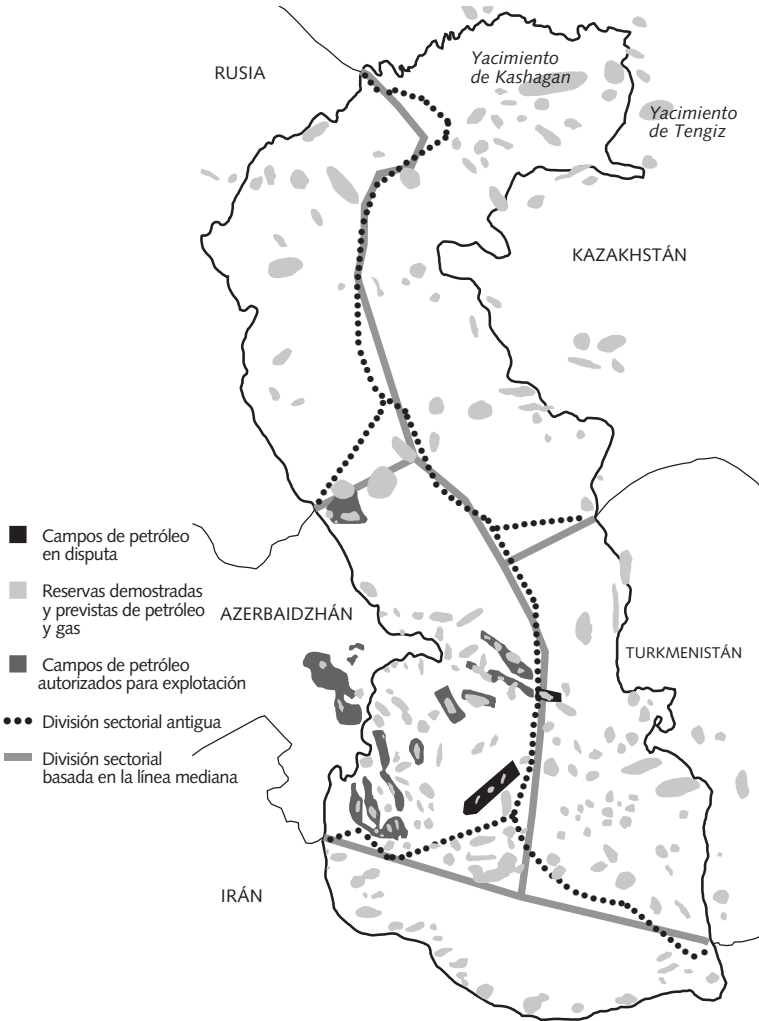 RUSIA
Yacimiento
de Kashagan
Yacimiento
de Tengiz
KAZAKHSTÁN
Campos de petróleo
en disputa
Reservas demostradas
y previstas de petróleo
y gas
AZERBAIDZHÁN
Campos de petróleo
autorizados para explotación
TURKMENISTÁN
División sectorial antigua
División sectorial
basada en la línea mediana
IRÁN